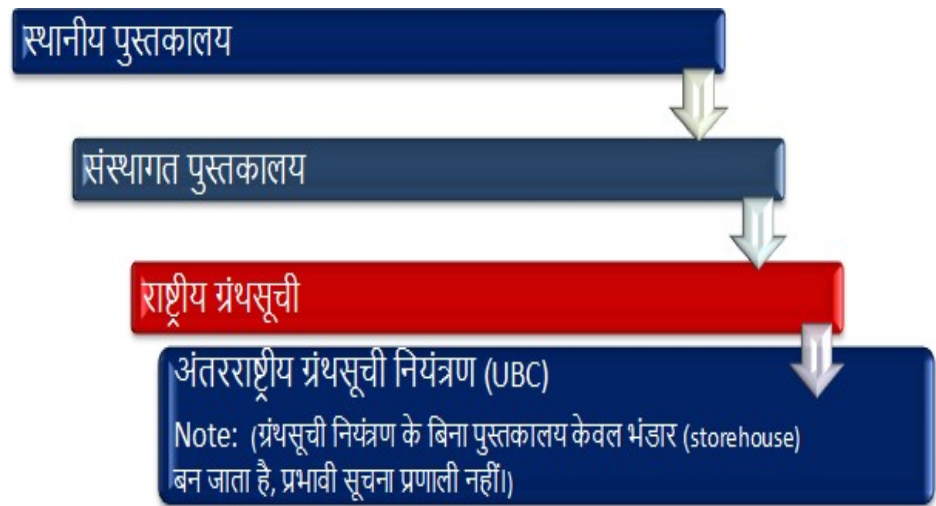 स्थानीय पुस्तकालय
संस्थागत पुस्तकालय
राष्ट्रीय ग्रंथसूची
अंतरराष्ट्रीय ग्रंथसूची नियंत्रण (UBC)
Note: (ग्रंथसूची नियंत्रण के बिना पुस्तकालय केवल भंडार (storehouse)
बन जाता है, प्रभावी सूचना प्रणाली नहीं।)